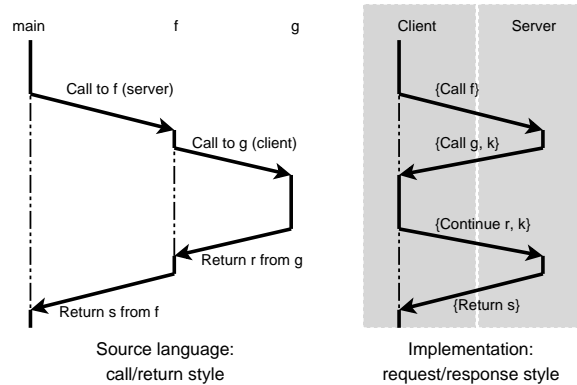 main f g
Call to f (server)
Call to g (client)
Return r from g
Return s from f
Source language:
call/return style
Client Server
{Call f}
{Call g, k}
{Continue r, k}
{Return s}
Implementation:
request/response style